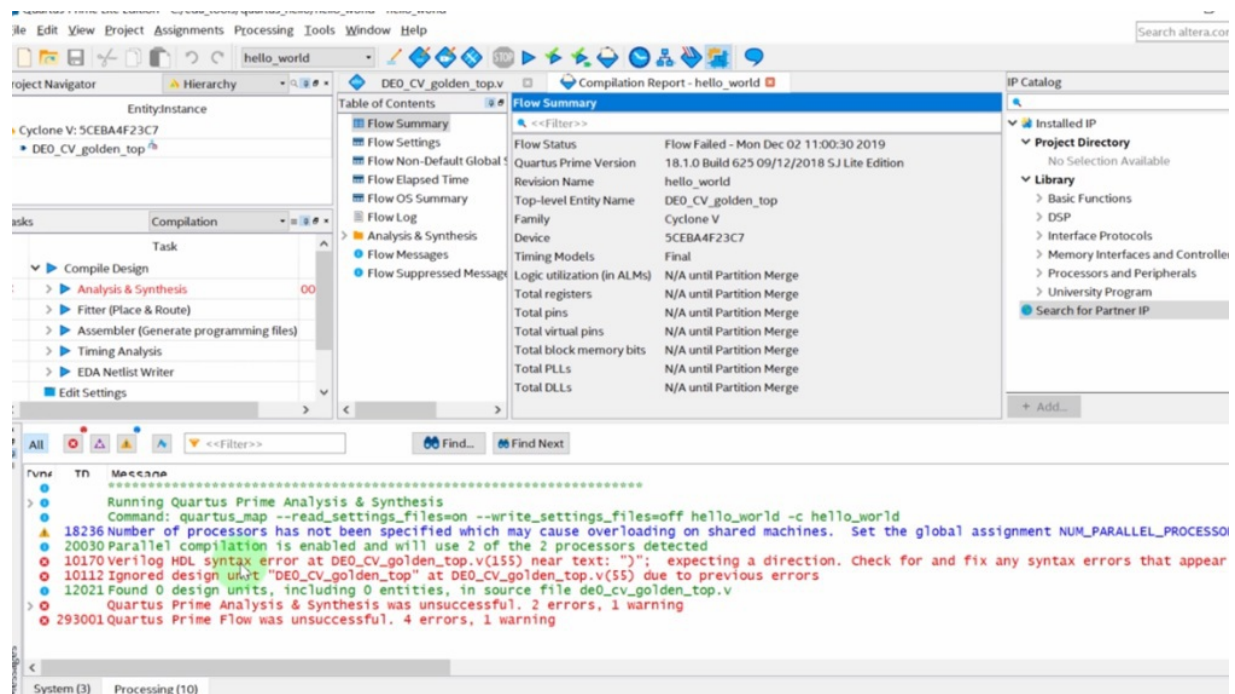 ile Edit View Project Assignments Processing Tools Window Help
Search altera.cor
hello_world
roject Navigator
Hierarchy
Entity:Instance
Cyclone V: 5CEBA4F23C7
DE0_CV_golden_top
asks
Compilation
Task
Compile Design
Analysis & Synthesis 00
Fitter (Place & Route)
Assembler (Generate programming files)
Timing Analysis
EDA Netlist Writer
Edit Settings
DE0_CV_golden_top.v
Compilation Report - hello_world
Table of Contents
Flow Summary
Flow Settings
Flow Non-Default Global S
Flow Elapsed Time
Flow OS Summary
Flow Log
Analysis & Synthesis
Flow Messages
Flow Suppressed Message
Flow Summary
<<Filter>>
Flow Status Flow Failed - Mon Dec 02 11:00:30 2019
Quartus Prime Version 18.1.0 Build 625 09/12/2018 SJ Lite Edition
Revision Name hello_world
Top-level Entity Name DE0_CV_golden_top
Family Cyclone V
Device 5CEBA4F23C7
Timing Models Final
Logic utilization (in ALMs) N/A until Partition Merge
Total registers N/A until Partition Merge
Total pins N/A until Partition Merge
Total virtual pins N/A until Partition Merge
Total block memory bits N/A until Partition Merge
Total PLLs N/A until Partition Merge
Total DLLs N/A until Partition Merge
IP Catalog
Installed IP
Project Directory
No Selection Available
Library
Basic Functions
DSP
Interface Protocols
Memory Interfaces and Controlle
Processors and Peripherals
University Program
Search for Partner IP
+ Add...
All <<Filter>> Find... Find Next
Type ID Message
*******************************************************************
Running Quartus Prime Analysis & Synthesis
Command: quartus_map --read_settings_files=on --write_settings_files=off hello_world -c hello_world
18236 Number of processors has not been specified which may cause overloading on shared machines. Set the global assignment NUM_PARALLEL_PROCESSO
20030 Parallel compilation is enabled and will use 2 of the 2 processors detected
10170 Verilog HDL syntax error at DE0_CV_golden_top.v(155) near text: ")"; expecting a direction. Check for and fix any syntax errors that appear
10112 Ignored design unit "DE0_CV_golden_top" at DE0_CV_golden_top.v(55) due to previous errors
12021 Found 0 design units, including 0 entities, in source file de0_cv_golden_top.v
Quartus Prime Analysis & Synthesis was unsuccessful. 2 errors, 1 warning
293001 Quartus Prime Flow was unsuccessful. 4 errors, 1 warning
System (3) Processing (10)